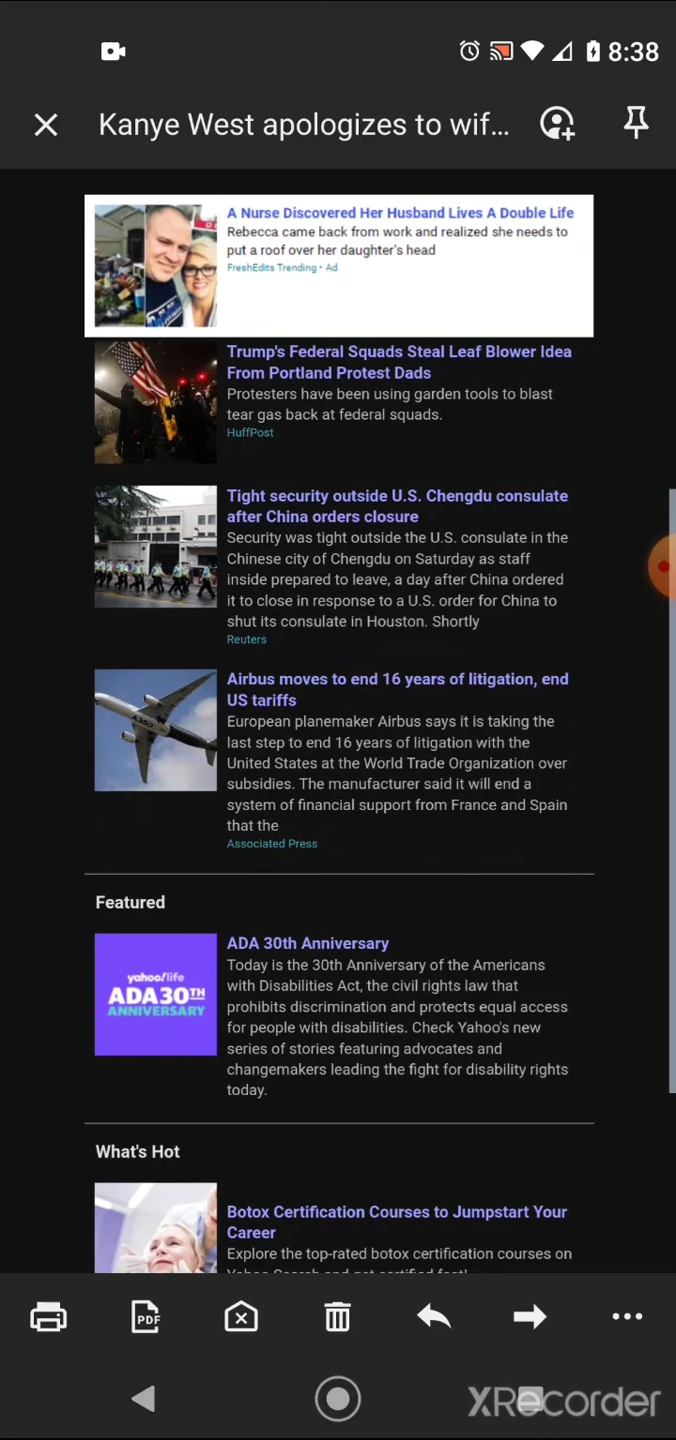 8:38
Kanye West apologizes to wif...
A Nurse Discovered Her Husband Lives A Double Life
Rebecca came back from work and realized she needs to
put a roof over her daughter's head
FreshEdits Trending • Ad
Trump's Federal Squads Steal Leaf Blower Idea
From Portland Protest Dads
Protesters have been using garden tools to blast
tear gas back at federal squads.
HuffPost
Tight security outside U.S. Chengdu consulate
after China orders closure
Security was tight outside the U.S. consulate in the
Chinese city of Chengdu on Saturday as staff
inside prepared to leave, a day after China ordered
it to close in response to a U.S. order for China to
shut its consulate in Houston. Shortly
Reuters
Airbus moves to end 16 years of litigation, end
US tariffs
European planemaker Airbus says it is taking the
last step to end 16 years of litigation with the
United States at the World Trade Organization over
subsidies. The manufacturer said it will end a
system of financial support from France and Spain
that the
Associated Press
Featured
yahoo!life
ADA30TH
ANNIVERSARY
ADA 30th Anniversary
Today is the 30th Anniversary of the Americans
with Disabilities Act, the civil rights law that
prohibits discrimination and protects equal access
for people with disabilities. Check Yahoo's new
series of stories featuring advocates and
changemakers leading the fight for disability rights
today.
What's Hot
Botox Certification Courses to Jumpstart Your
Career
Explore the top-rated botox certification courses on
Yahoo Search and get certified fast!
PDF
XRecorder